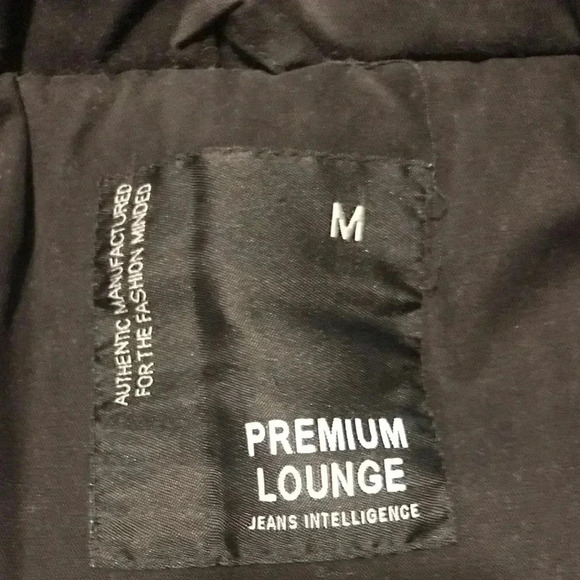 M
AUTHENTIC MANUFACTURED
FOR THE FASHION MINDED
PREMIUM
LOUNGE
JEANS INTELLIGENCE